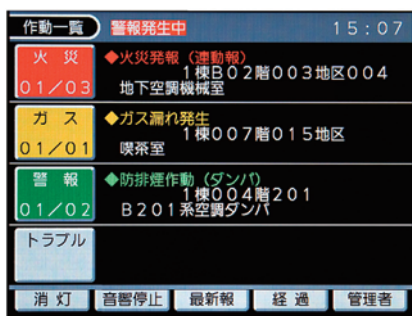 作動一覧 警報発生中 15:07
火災 ◆火災発報（連動報）
1棟B02階003地区004
01/03 地下空調機械室
ガス ◆ガス漏れ発生
1棟007階015地区
01/01 喫茶室
警報 ◆防排煙作動（ダンパ）
1棟004階201
01/02 B201系空調ダンパ
トラブル
消灯 音響停止 最新報 経過 管理者